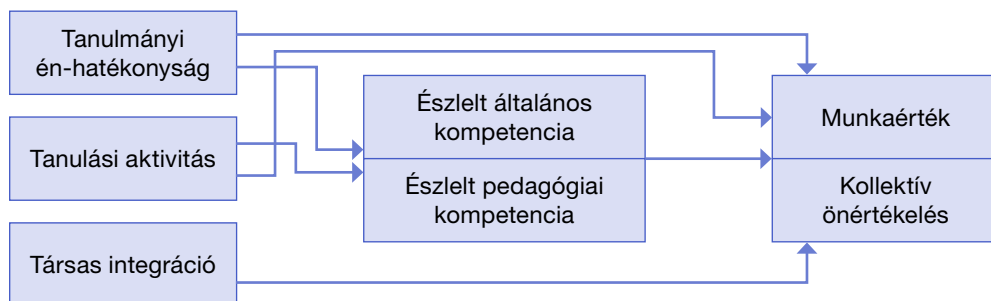 Tanulmányi
én-hatékonyság
Tanulási aktivitás
Társas integráció
Észlelt általános
kompetencia
Észlelt pedagógiai
kompetencia
Munkaérték
Kollektív
önértékelés